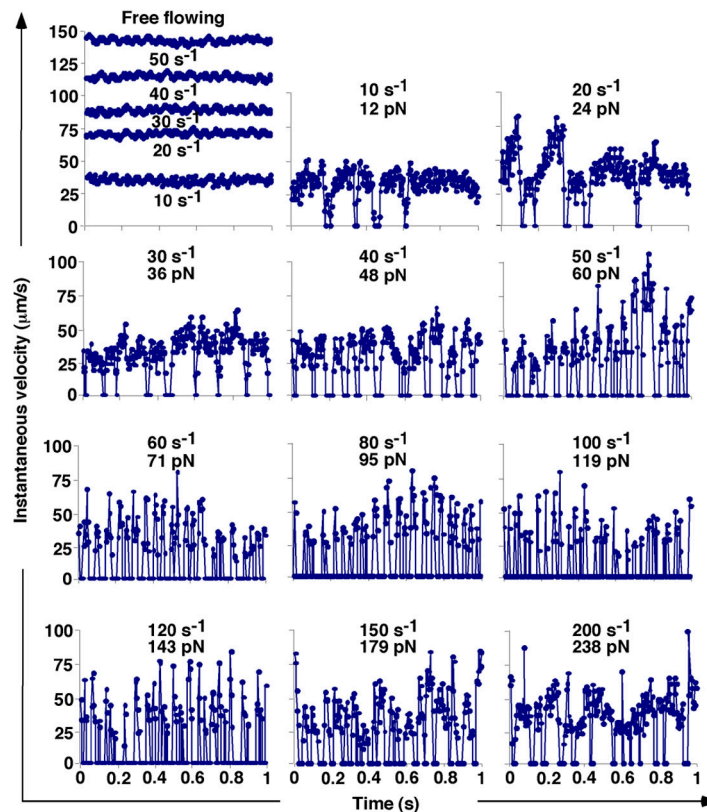 Free flowing
150
125
100
75
50
25
0
50 s-1
40 s-1
30 s-1
20 s-1
10 s-1
10 s-1
12 pN
20 s-1
24 pN
Instantaneous velocity (μm/s)
100
75
50
25
0
30 s-1
36 pN
40 s-1
48 pN
50 s-1
60 pN
100
75
50
25
0
60 s-1
71 pN
80 s-1
95 pN
100 s-1
119 pN
100
75
50
25
0
120 s-1
143 pN
150 s-1
179 pN
200 s-1
238 pN
0 0.2 0.4 0.6 0.8 1
0 0.2 0.4 0.6 0.8 1
0 0.2 0.4 0.6 0.8 1
Time (s)